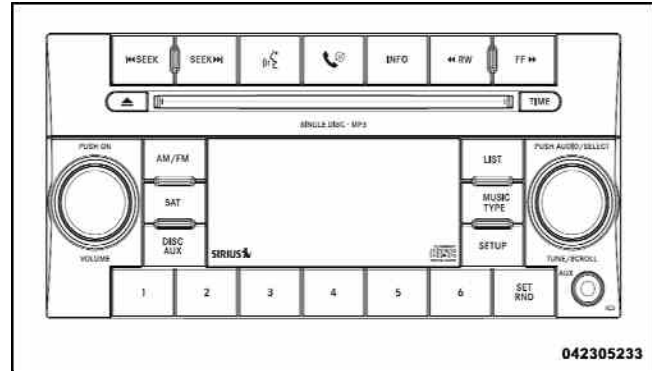 SEEK
SEEK
INFO
RW
FF
TIME
SINGLE DISC - MP3
PUSH ON
AM/FM
LIST
PUSH AUDIO/SELECT
SAT
MUSIC
TYPE
DISC
AUX
SIRIUS
SETUP
VOLUME
TUNE/SCROLL
1
2
3
4
5
6
SET
RND
AUX
042305233